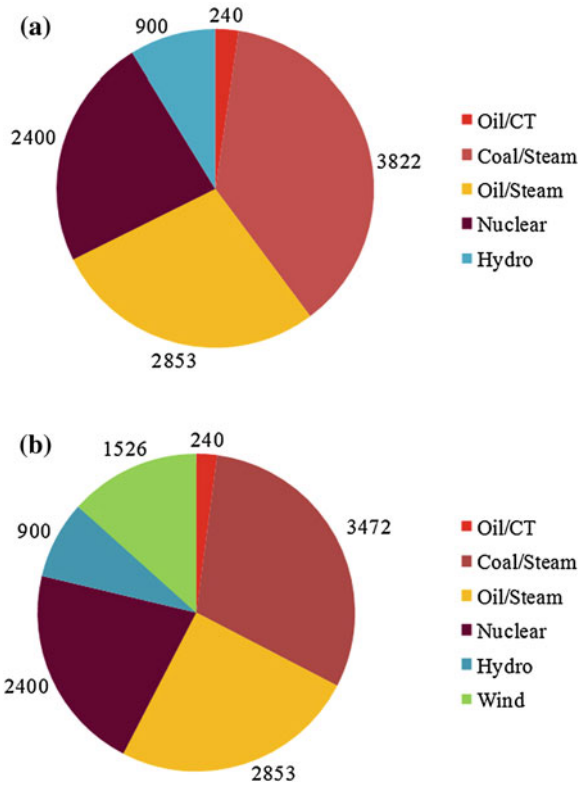 (a)
900
240
2400
3822
2853
Oil/CT
Coal/Steam
Oil/Steam
Nuclear
Hydro
(b)
1526
240
900
3472
2400
2853
Oil/CT
Coal/Steam
Oil/Steam
Nuclear
Hydro
Wind